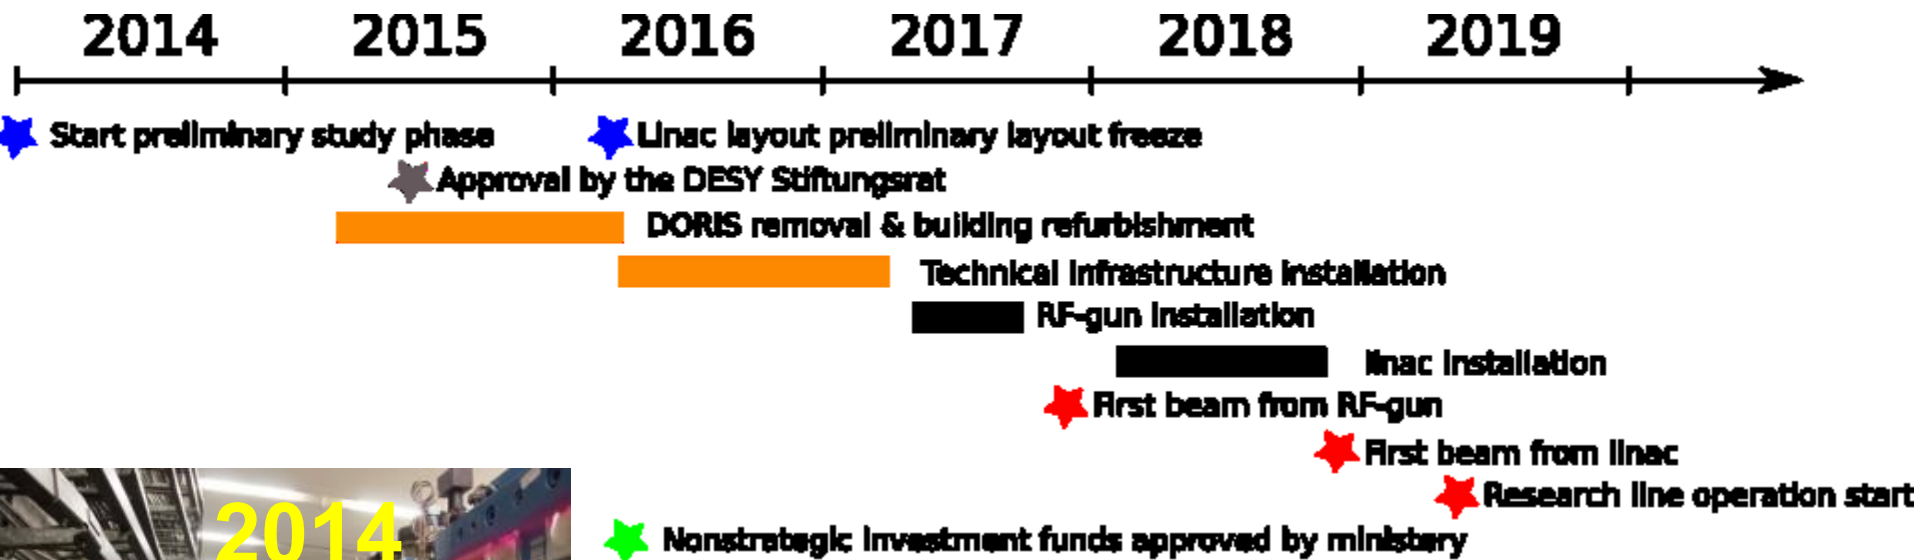 2014 2015 2016 2017 2018 2019
Start preliminary study phase
Linac layout preliminary layout freeze
Approval by the DESY Stiftungsrat
DORIS removal & building refurbishment
Technical infrastructure installation
RF-gun installation
linac installation
First beam from RF-gun
First beam from linac
Research line operation start
2014
Nonstrategic investment funds approved by ministery